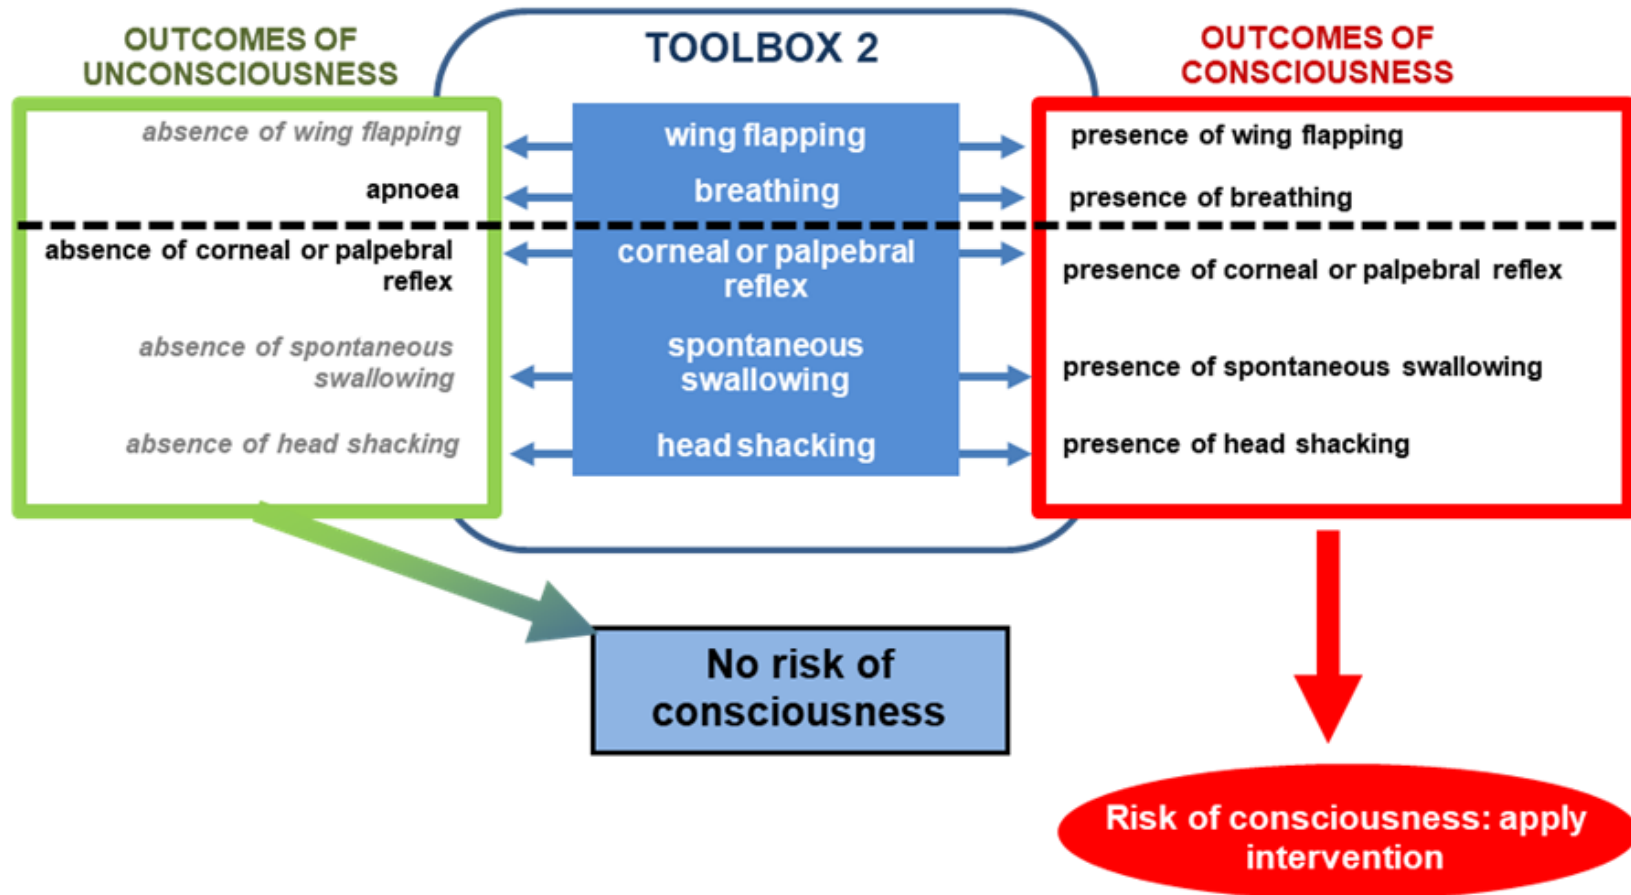 OUTCOMES OF
UNCONSCIOUSNESS
TOOLBOX 2
OUTCOMES OF
CONSCIOUSNESS
absence of wing flapping
wing flapping
presence of wing flapping
apnoea
breathing
presence of breathing
absence of corneal or palpebral
reflex
corneal or palpebral
reflex
presence of corneal or palpebral reflex
absence of spontaneous
swallowing
spontaneous
swallowing
presence of spontaneous swallowing
absence of head shacking
head shacking
presence of head shacking
No risk of
consciousness
Risk of consciousness: apply
intervention